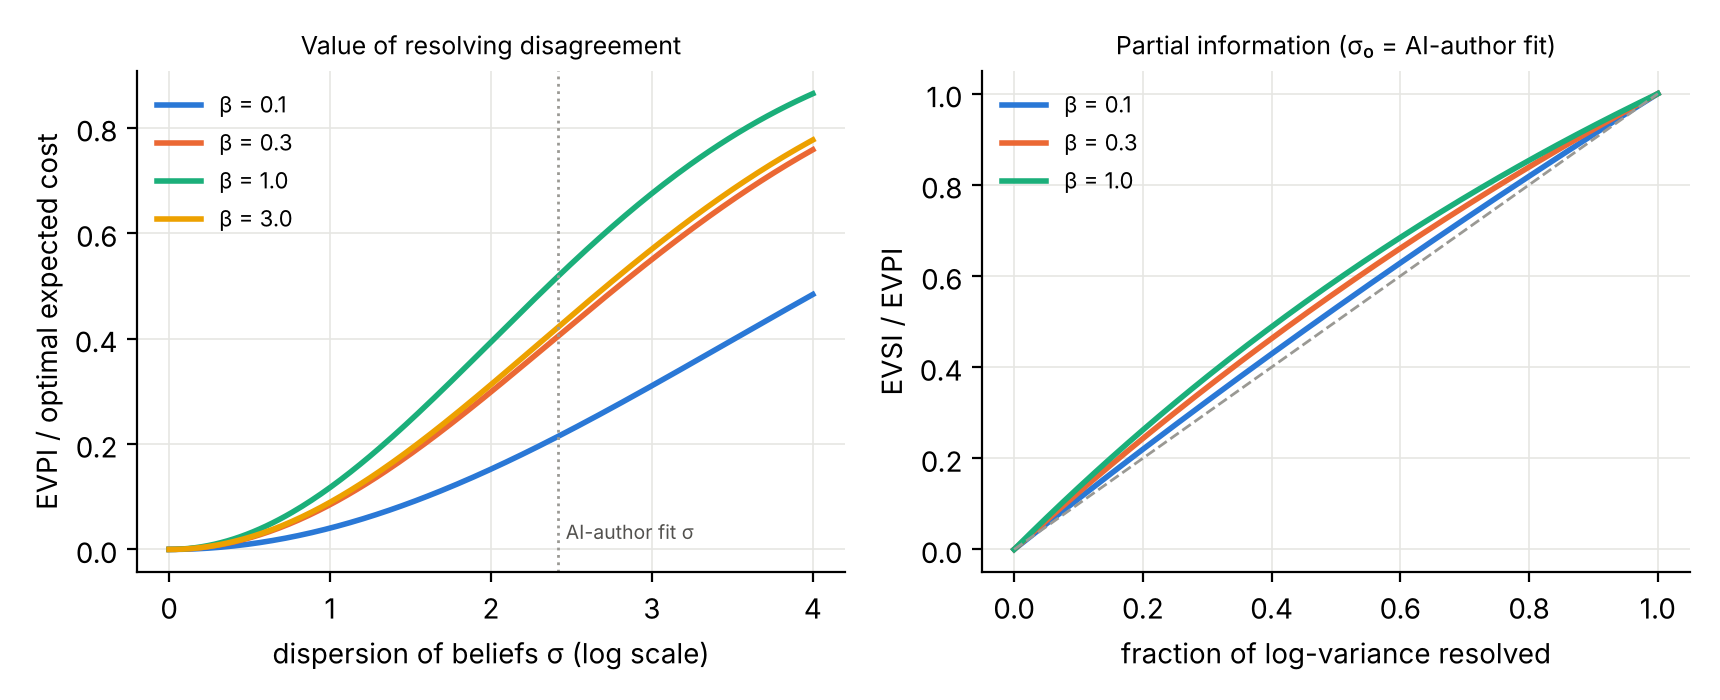 Value of resolving disagreement
EVPI / optimal expected cost
0.8
0.6
0.4
0.2
0.0
β = 0.1
β = 0.3
β = 1.0
β = 3.0
AI-author fit σ
0 1 2 3 4
dispersion of beliefs σ (log scale)
Partial information (σ₀ = AI-author fit)
EVSI / EVPI
1.0
0.8
0.6
0.4
0.2
0.0
β = 0.1
β = 0.3
β = 1.0
0.0 0.2 0.4 0.6 0.8 1.0
fraction of log-variance resolved